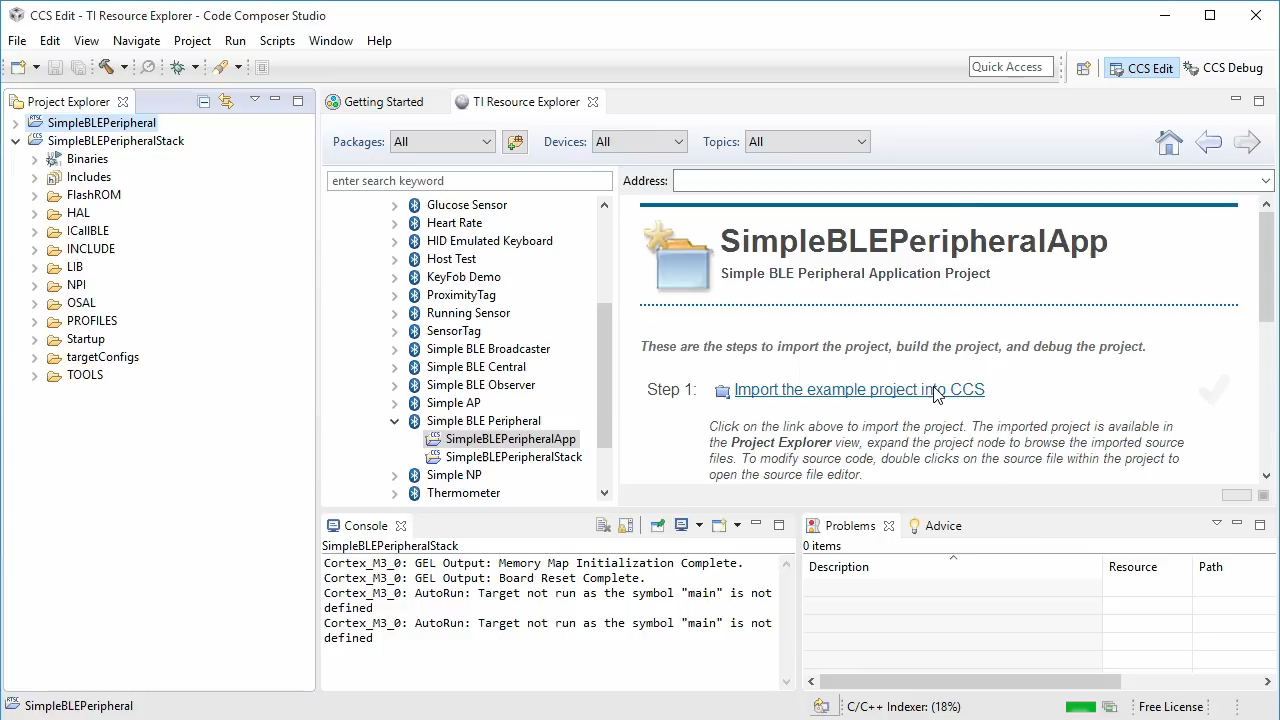 CCS Edit - TI Resource Explorer - Code Composer Studio
File Edit View Navigate Project Run Scripts Window Help
Quick Access
CCS Edit
CCS Debug
Project Explorer
SimpleBLEPeripheral
SimpleBLEPeripheralStack
Binaries
Includes
FlashROM
HAL
ICallBLE
INCLUDE
LIB
NPI
OSAL
PROFILES
Startup
targetConfigs
TOOLS
Getting Started
TI Resource Explorer
Packages: All
Devices: All
Topics: All
enter search keyword
Address:
Glucose Sensor
Heart Rate
HID Emulated Keyboard
Host Test
KeyFob Demo
ProximityTag
Running Sensor
SensorTag
Simple BLE Broadcaster
Simple BLE Central
Simple BLE Observer
Simple AP
Simple BLE Peripheral
SimpleBLEPeripheralApp
SimpleBLEPeripheralStack
Simple NP
Thermometer
SimpleBLEPeripheralApp
Simple BLE Peripheral Application Project
These are the steps to import the project, build the project, and debug the project.
Step 1: Import the example project into CCS
Click on the link above to import the project. The imported project is available in
the Project Explorer view, expand the project node to browse the imported source
files. To modify source code, double clicks on the source file within the project to
open the source file editor.
Console
SimpleBLEPeripheralStack
Cortex_M3_0: GEL Output: Memory Map Initialization Complete.
Cortex_M3_0: GEL Output: Board Reset Complete.
Cortex_M3_0: AutoRun: Target not run as the symbol "main" is not
defined
Cortex_M3_0: AutoRun: Target not run as the symbol "main" is not
defined
Problems
Advice
0 items
Description Resource Path
SimpleBLEPeripheral
C/C++ Indexer: (18%)
Free License